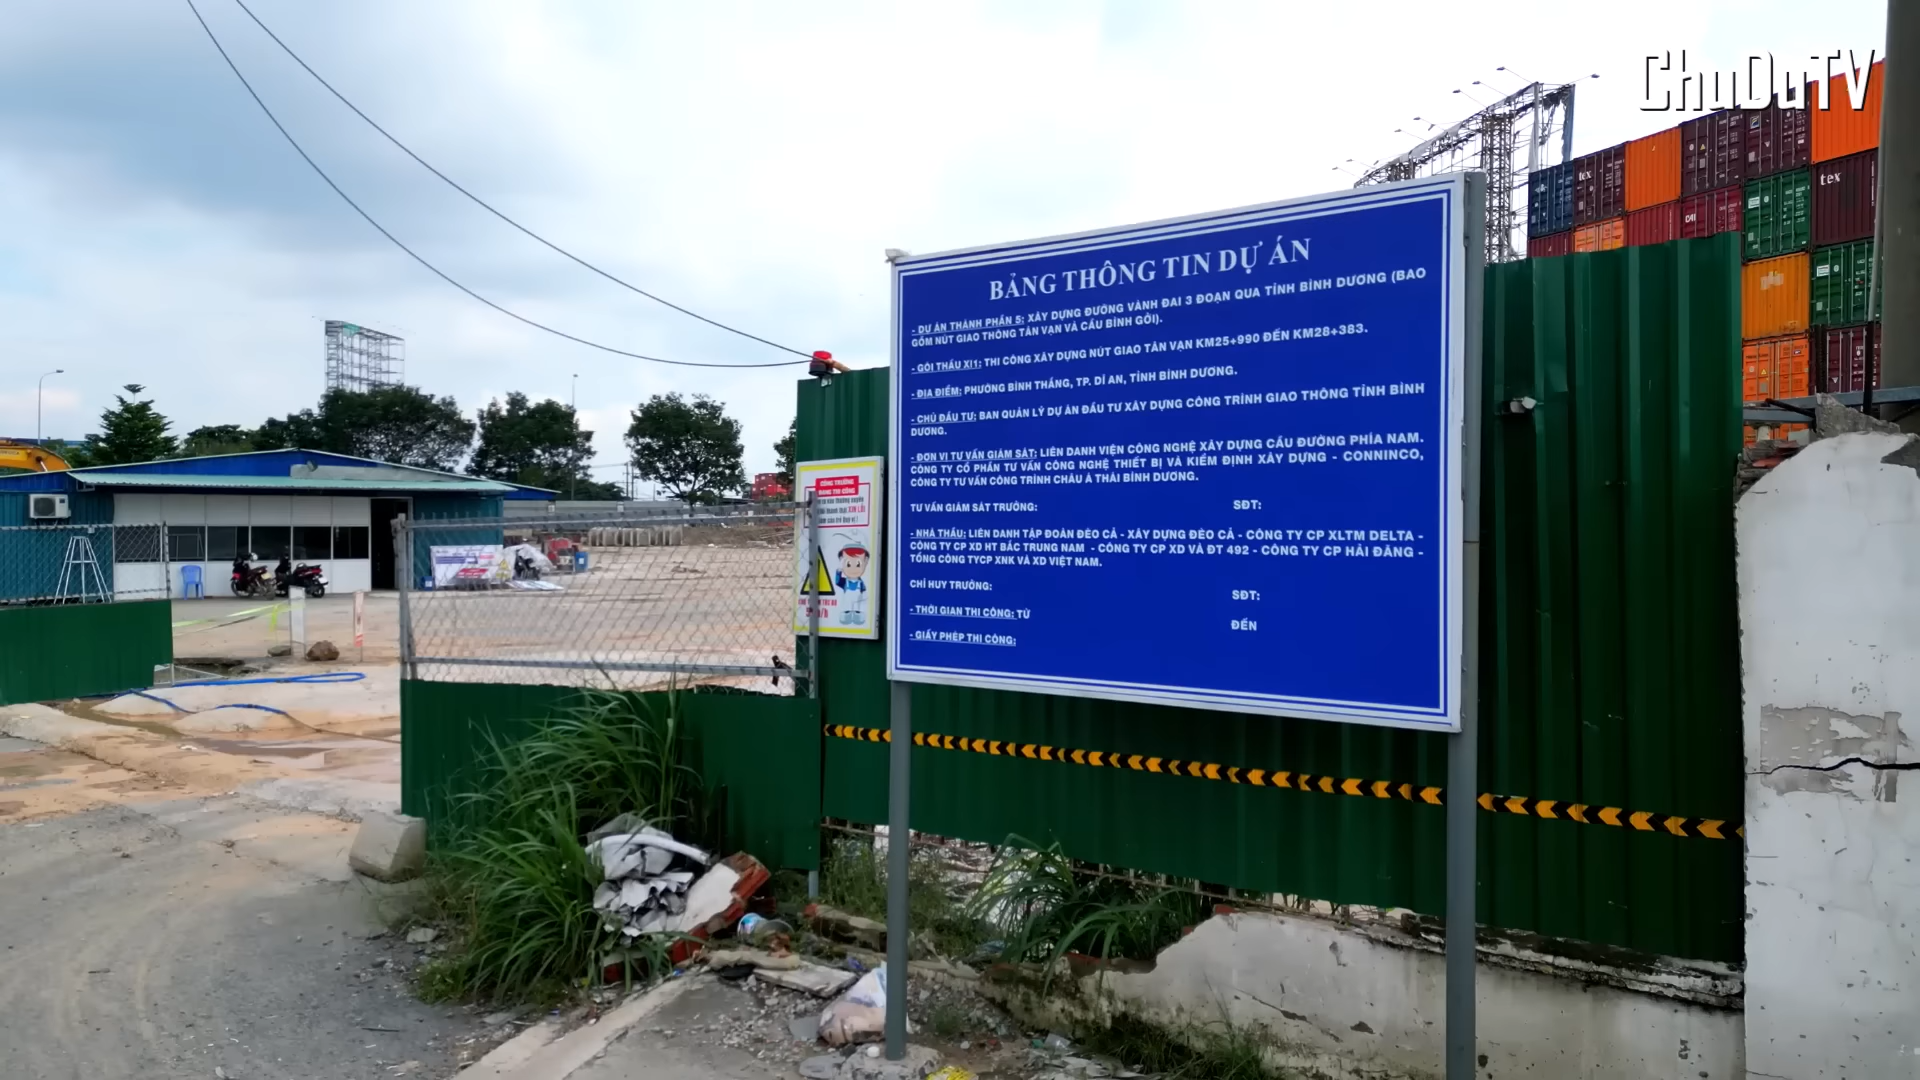 ChuDuTV
BẢNG THÔNG TIN DỰ ÁN
- DỰ ÁN THÀNH PHẦN 5: XÂY DỰNG ĐƯỜNG VÀNH ĐAI 3 ĐOẠN QUA TỈNH BÌNH DƯƠNG (BAO
GỒM NÚT GIAO THÔNG TÂN VẠN VÀ CẦU BÌNH GỞI).
- GÓI THẦU XL1: THI CÔNG XÂY DỰNG NÚT GIAO TÂN VẠN KM25+990 ĐẾN KM28+383.
- ĐỊA ĐIỂM: PHƯỜNG BÌNH THẮNG, TP. DĨ AN, TỈNH BÌNH DƯƠNG.
- CHỦ ĐẦU TƯ: BAN QUẢN LÝ DỰ ÁN ĐẦU TƯ XÂY DỰNG CÔNG TRÌNH GIAO THÔNG TỈNH BÌNH
DƯƠNG.
- ĐƠN VỊ TƯ VẤN GIÁM SÁT: LIÊN DANH VIỆN CÔNG NGHỆ XÂY DỰNG CẦU ĐƯỜNG PHÍA NAM.
CÔNG TY CỔ PHẦN TƯ VẤN CÔNG NGHỆ THIẾT BỊ VÀ KIỂM ĐỊNH XÂY DỰNG - CONNINCO,
CÔNG TY TƯ VẤN CÔNG TRÌNH CHÂU Á THÁI BÌNH DƯƠNG.
TƯ VẤN GIÁM SÁT TRƯỞNG: SĐT:
- NHÀ THẦU: LIÊN DANH TẬP ĐOÀN ĐÈO CẢ - XÂY DỰNG ĐÈO CẢ - CÔNG TY CP XLTM DELTA -
CÔNG TY CP XD HT BẮC TRUNG NAM - CÔNG TY CP XD VÀ ĐT 492 - CÔNG TY CP HẢI ĐĂNG -
TỔNG CÔNG TYCP XNK VÀ XD VIỆT NAM.
CHỈ HUY TRƯỞNG: SĐT:
- THỜI GIAN THI CÔNG: TỪ ĐẾN
- GIẤY PHÉP THI CÔNG:
CÔNG TRƯỜNG
ĐANG THI CÔNG
XIN LỖI
tex
tex
CAI